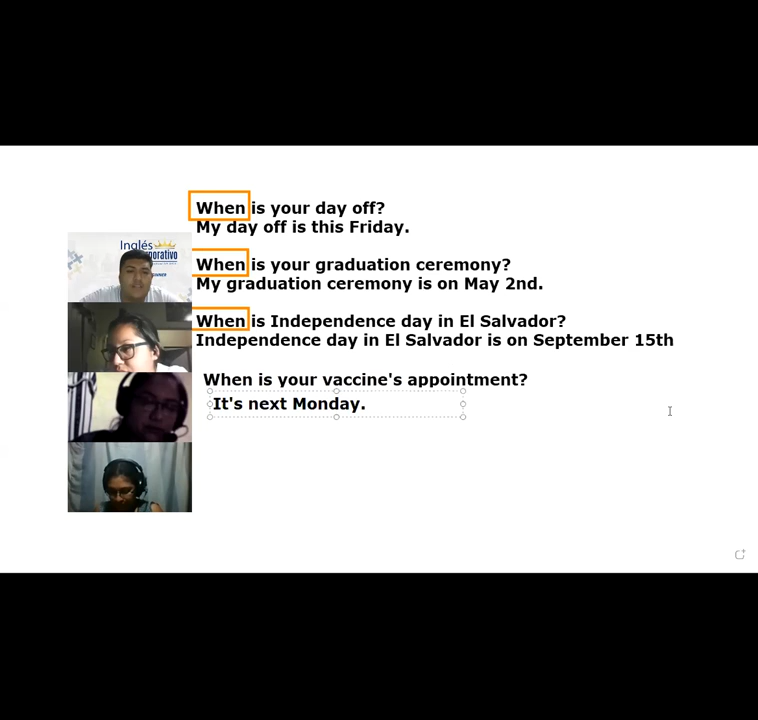 When is your day off?
My day off is this Friday.
Inglés
porativo
When is your graduation ceremony?
My graduation ceremony is on May 2nd.
When is Independence day in El Salvador?
Independence day in El Salvador is on September 15th
When is your vaccine's appointment?
It's next Monday.